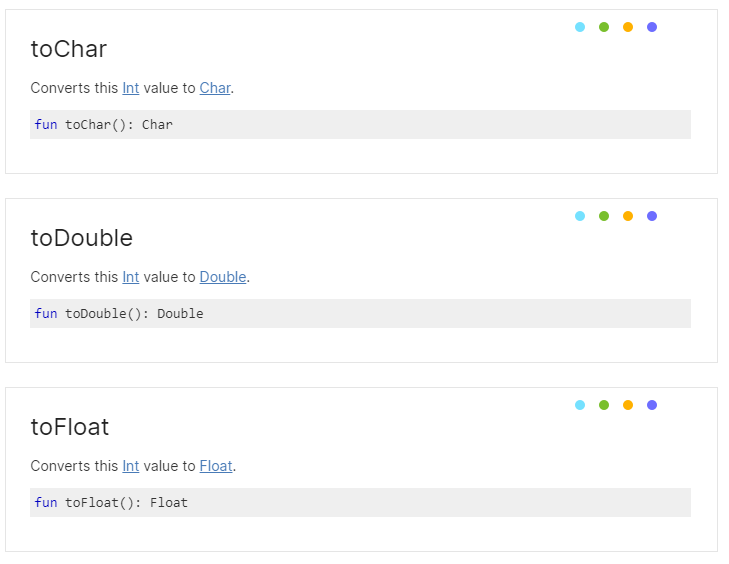 toChar
Converts this Int value to Char.
fun toChar(): Char
toDouble
Converts this Int value to Double.
fun toDouble(): Double
toFloat
Converts this Int value to Float.
fun toFloat(): Float